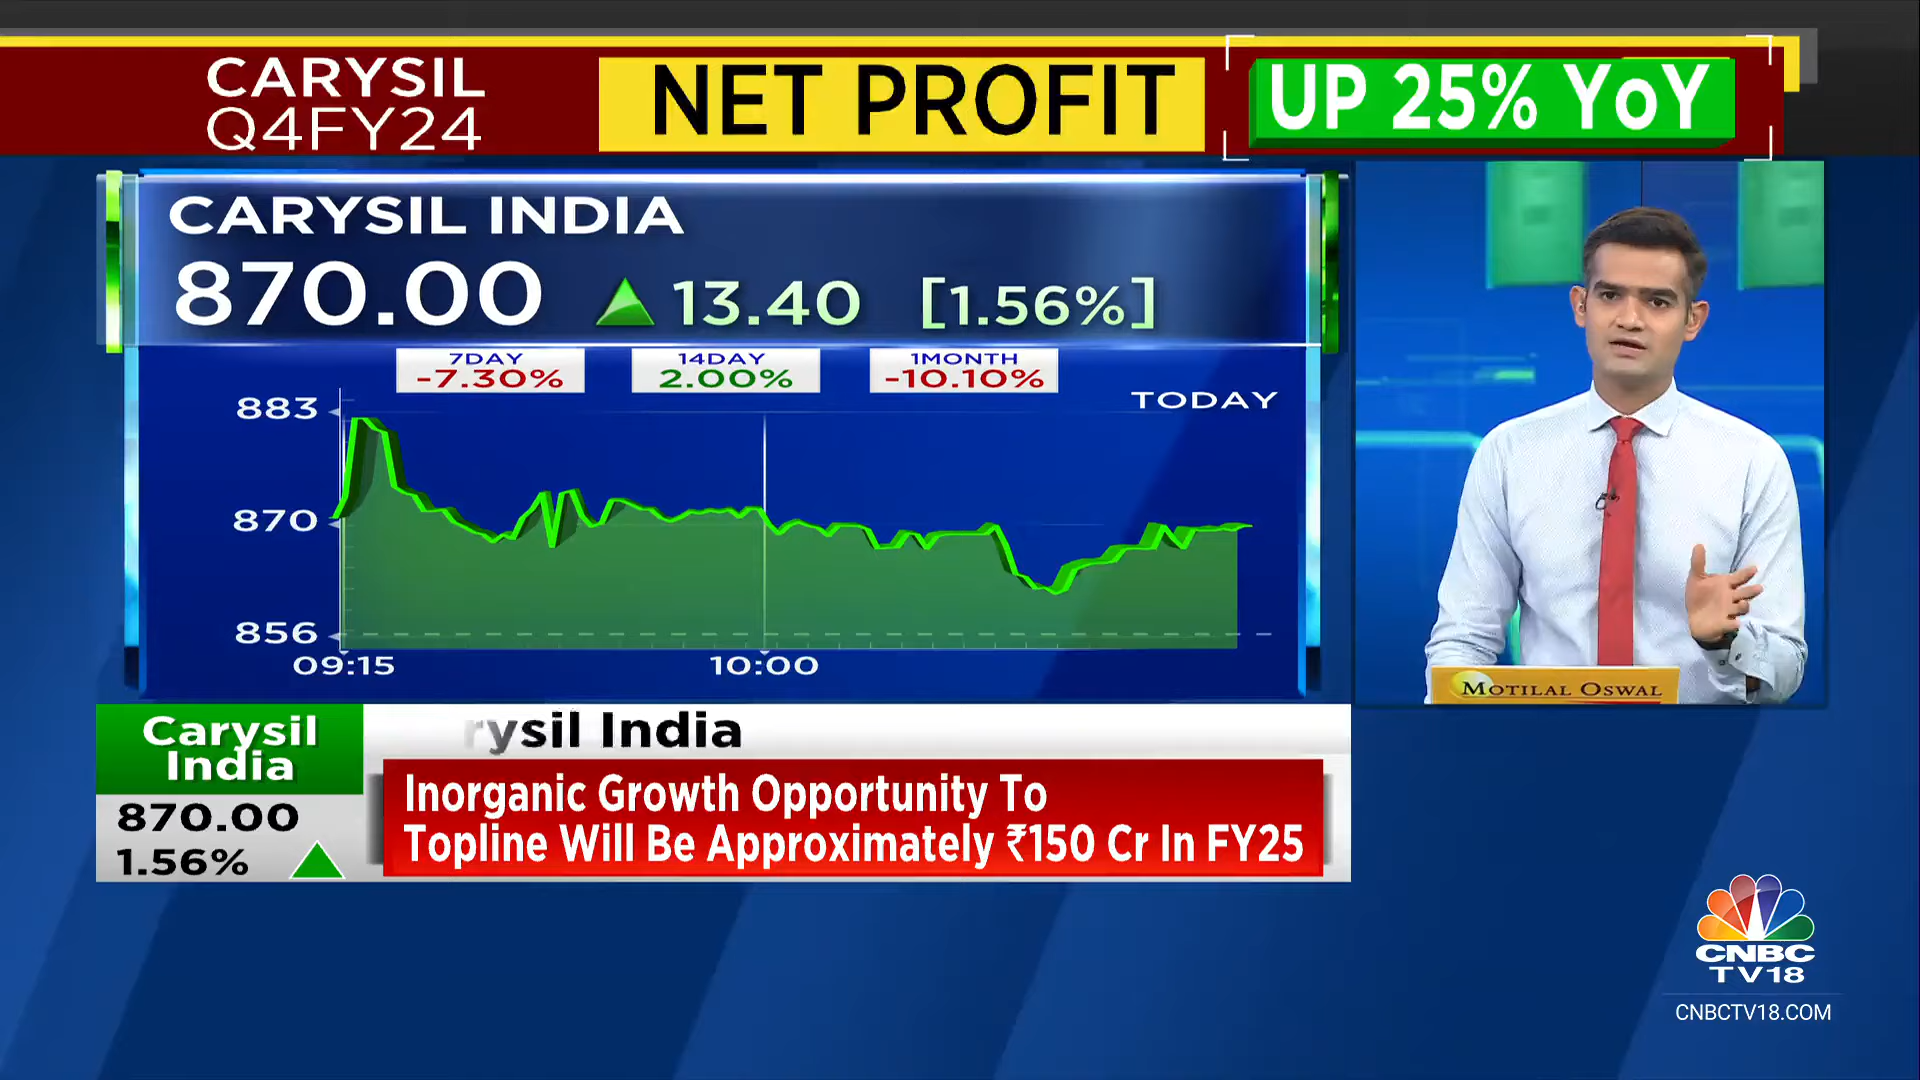 CARYSIL
Q4FY24
NET PROFIT
UP 25% YoY
CARYSIL INDIA
870.00 13.40 [1.56%]
7DAY
-7.30%
14DAY
2.00%
1MONTH
-10.10%
TODAY
883
870
856
09:15
10:00
MOTILAL OSWAL
Carysil
India
870.00
1.56%
rysil India
Inorganic Growth Opportunity To
Topline Will Be Approximately ₹150 Cr In FY25
CNBC
TV18
CNBCTV18.COM